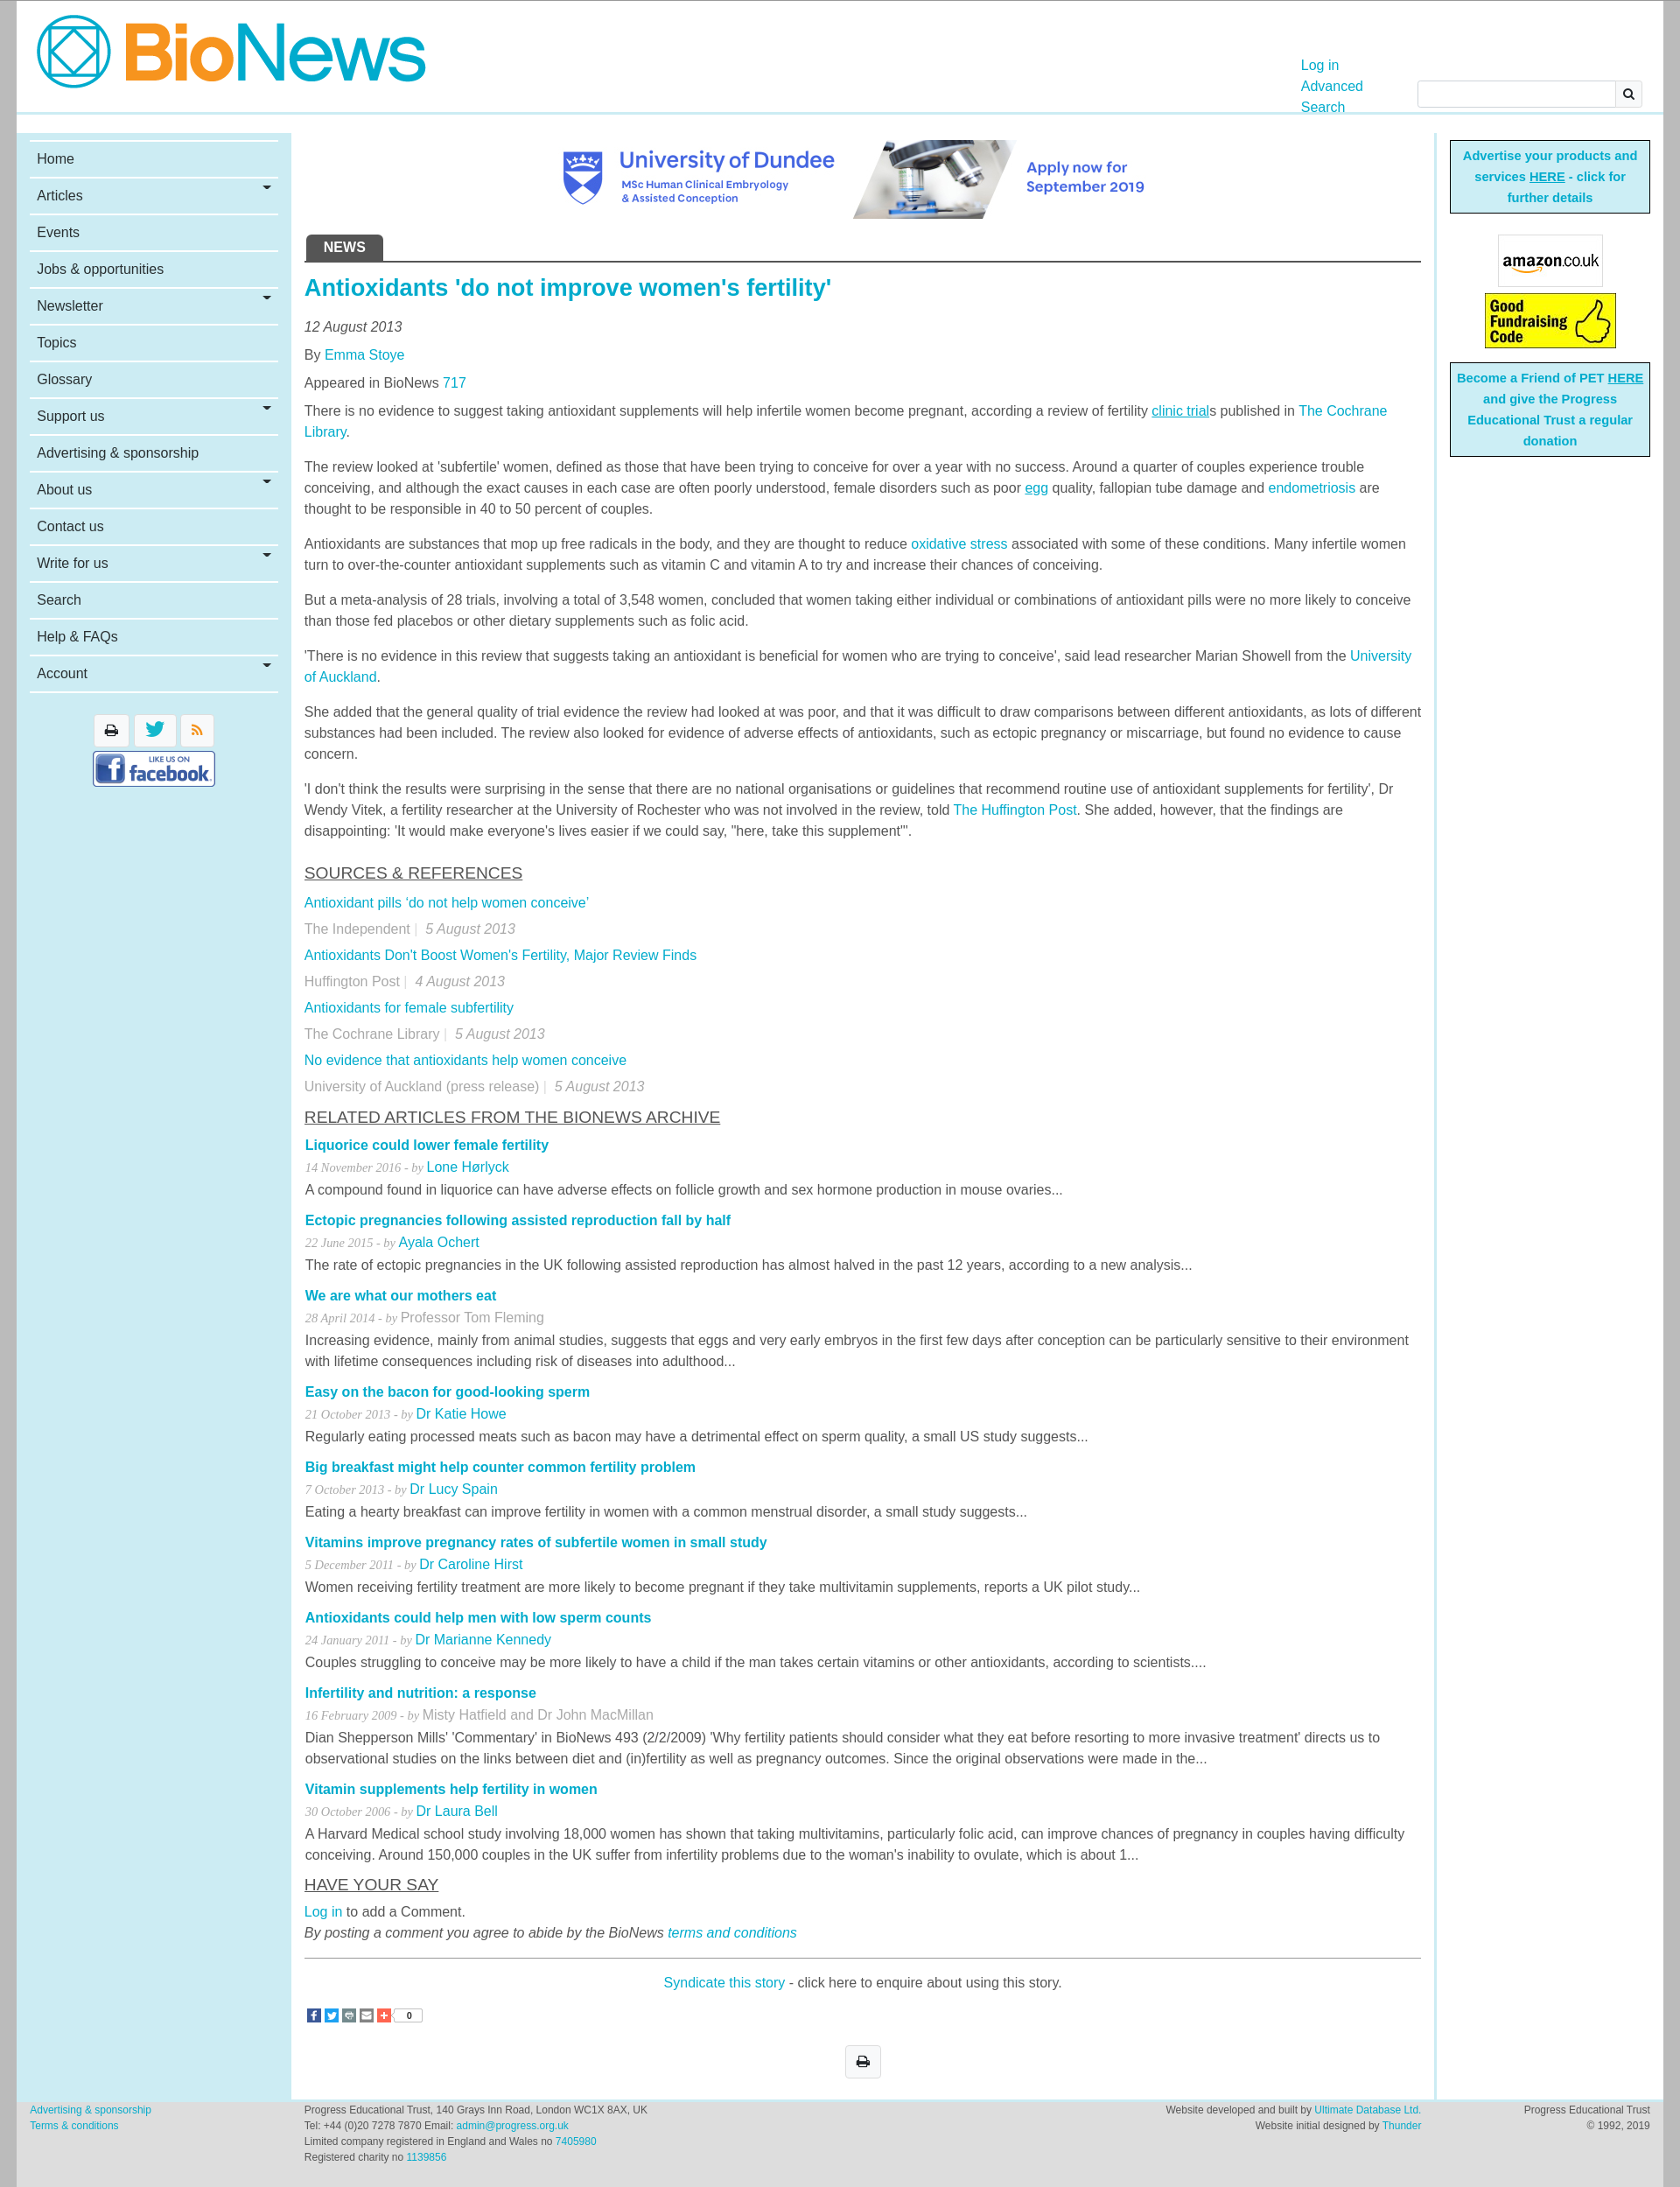 BioNews
Log in
Advanced
Search
Home
Articles
Events
Jobs & opportunities
Newsletter
Topics
Glossary
Support us
Advertising & sponsorship
About us
Contact us
Write for us
Search
Help & FAQs
Account
LIKE US ON
facebook.
University of Dundee
MSc Human Clinical Embryology
& Assisted Conception
Apply now for
September 2019
NEWS
Antioxidants 'do not improve women's fertility'
12 August 2013
By Emma Stoye
Appeared in BioNews 717
There is no evidence to suggest taking antioxidant supplements will help infertile women become pregnant, according a review of fertility clinic trials published in The Cochrane
Library.
The review looked at 'subfertile' women, defined as those that have been trying to conceive for over a year with no success. Around a quarter of couples experience trouble
conceiving, and although the exact causes in each case are often poorly understood, female disorders such as poor egg quality, fallopian tube damage and endometriosis are
thought to be responsible in 40 to 50 percent of couples.
Antioxidants are substances that mop up free radicals in the body, and they are thought to reduce oxidative stress associated with some of these conditions. Many infertile women
turn to over-the-counter antioxidant supplements such as vitamin C and vitamin A to try and increase their chances of conceiving.
But a meta-analysis of 28 trials, involving a total of 3,548 women, concluded that women taking either individual or combinations of antioxidant pills were no more likely to conceive
than those fed placebos or other dietary supplements such as folic acid.
'There is no evidence in this review that suggests taking an antioxidant is beneficial for women who are trying to conceive', said lead researcher Marian Showell from the University
of Auckland.
She added that the general quality of trial evidence the review had looked at was poor, and that it was difficult to draw comparisons between different antioxidants, as lots of different
substances had been included. The review also looked for evidence of adverse effects of antioxidants, such as ectopic pregnancy or miscarriage, but found no evidence to cause
concern.
'I don't think the results were surprising in the sense that there are no national organisations or guidelines that recommend routine use of antioxidant supplements for fertility', Dr
Wendy Vitek, a fertility researcher at the University of Rochester who was not involved in the review, told The Huffington Post. She added, however, that the findings are
disappointing: 'It would make everyone's lives easier if we could say, "here, take this supplement"'.
SOURCES & REFERENCES
Antioxidant pills ‘do not help women conceive’
The Independent | 5 August 2013
Antioxidants Don't Boost Women's Fertility, Major Review Finds
Huffington Post | 4 August 2013
Antioxidants for female subfertility
The Cochrane Library | 5 August 2013
No evidence that antioxidants help women conceive
University of Auckland (press release) | 5 August 2013
RELATED ARTICLES FROM THE BIONEWS ARCHIVE
Liquorice could lower female fertility
14 November 2016 - by Lone Hørlyck
A compound found in liquorice can have adverse effects on follicle growth and sex hormone production in mouse ovaries...
Ectopic pregnancies following assisted reproduction fall by half
22 June 2015 - by Ayala Ochert
The rate of ectopic pregnancies in the UK following assisted reproduction has almost halved in the past 12 years, according to a new analysis...
We are what our mothers eat
28 April 2014 - by Professor Tom Fleming
Increasing evidence, mainly from animal studies, suggests that eggs and very early embryos in the first few days after conception can be particularly sensitive to their environment
with lifetime consequences including risk of diseases into adulthood...
Easy on the bacon for good-looking sperm
21 October 2013 - by Dr Katie Howe
Regularly eating processed meats such as bacon may have a detrimental effect on sperm quality, a small US study suggests...
Big breakfast might help counter common fertility problem
7 October 2013 - by Dr Lucy Spain
Eating a hearty breakfast can improve fertility in women with a common menstrual disorder, a small study suggests...
Vitamins improve pregnancy rates of subfertile women in small study
5 December 2011 - by Dr Caroline Hirst
Women receiving fertility treatment are more likely to become pregnant if they take multivitamin supplements, reports a UK pilot study...
Antioxidants could help men with low sperm counts
24 January 2011 - by Dr Marianne Kennedy
Couples struggling to conceive may be more likely to have a child if the man takes certain vitamins or other antioxidants, according to scientists....
Infertility and nutrition: a response
16 February 2009 - by Misty Hatfield and Dr John MacMillan
Dian Shepperson Mills' 'Commentary' in BioNews 493 (2/2/2009) 'Why fertility patients should consider what they eat before resorting to more invasive treatment' directs us to
observational studies on the links between diet and (in)fertility as well as pregnancy outcomes. Since the original observations were made in the...
Vitamin supplements help fertility in women
30 October 2006 - by Dr Laura Bell
A Harvard Medical school study involving 18,000 women has shown that taking multivitamins, particularly folic acid, can improve chances of pregnancy in couples having difficulty
conceiving. Around 150,000 couples in the UK suffer from infertility problems due to the woman's inability to ovulate, which is about 1...
HAVE YOUR SAY
Log in to add a Comment.
By posting a comment you agree to abide by the BioNews terms and conditions
Syndicate this story - click here to enquire about using this story.
0
Advertise your products and
services HERE - click for
further details
amazon.co.uk
Good
Fundraising
Code
Become a Friend of PET HERE
and give the Progress
Educational Trust a regular
donation
Advertising & sponsorship
Terms & conditions
Progress Educational Trust, 140 Grays Inn Road, London WC1X 8AX, UK
Tel: +44 (0)20 7278 7870 Email: admin@progress.org.uk
Limited company registered in England and Wales no 7405980
Registered charity no 1139856
Website developed and built by Ultimate Database Ltd.
Website initial designed by Thunder
Progress Educational Trust
© 1992, 2019